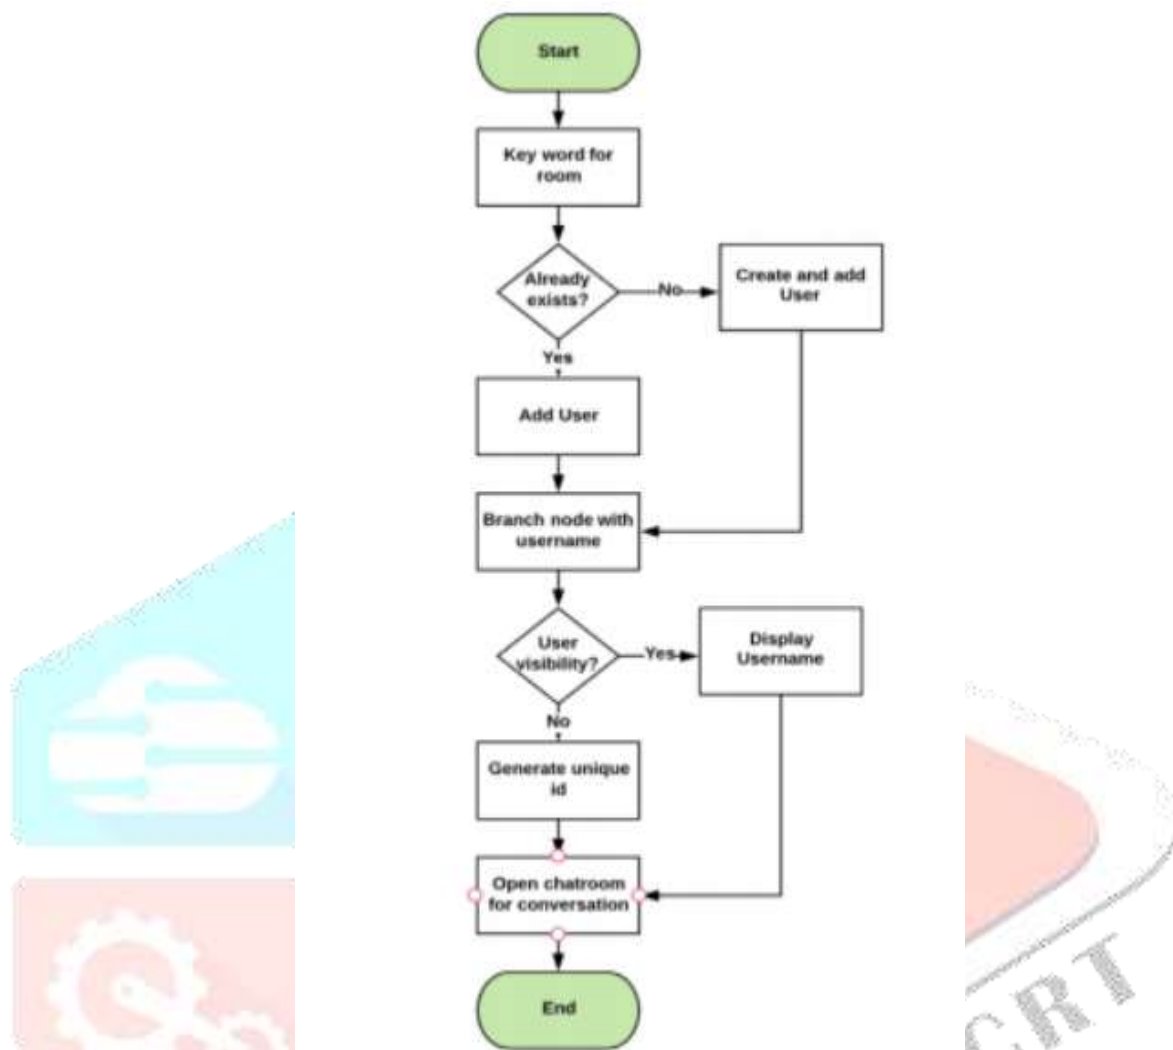 Start
Key word for
room
Already
exists?
No
Create and add
User
Yes
Add User
Branch node with
username
User
visibility?
Yes
Display
Username
No
Generate unique
id
Open chatroom
for conversation
End
CRT